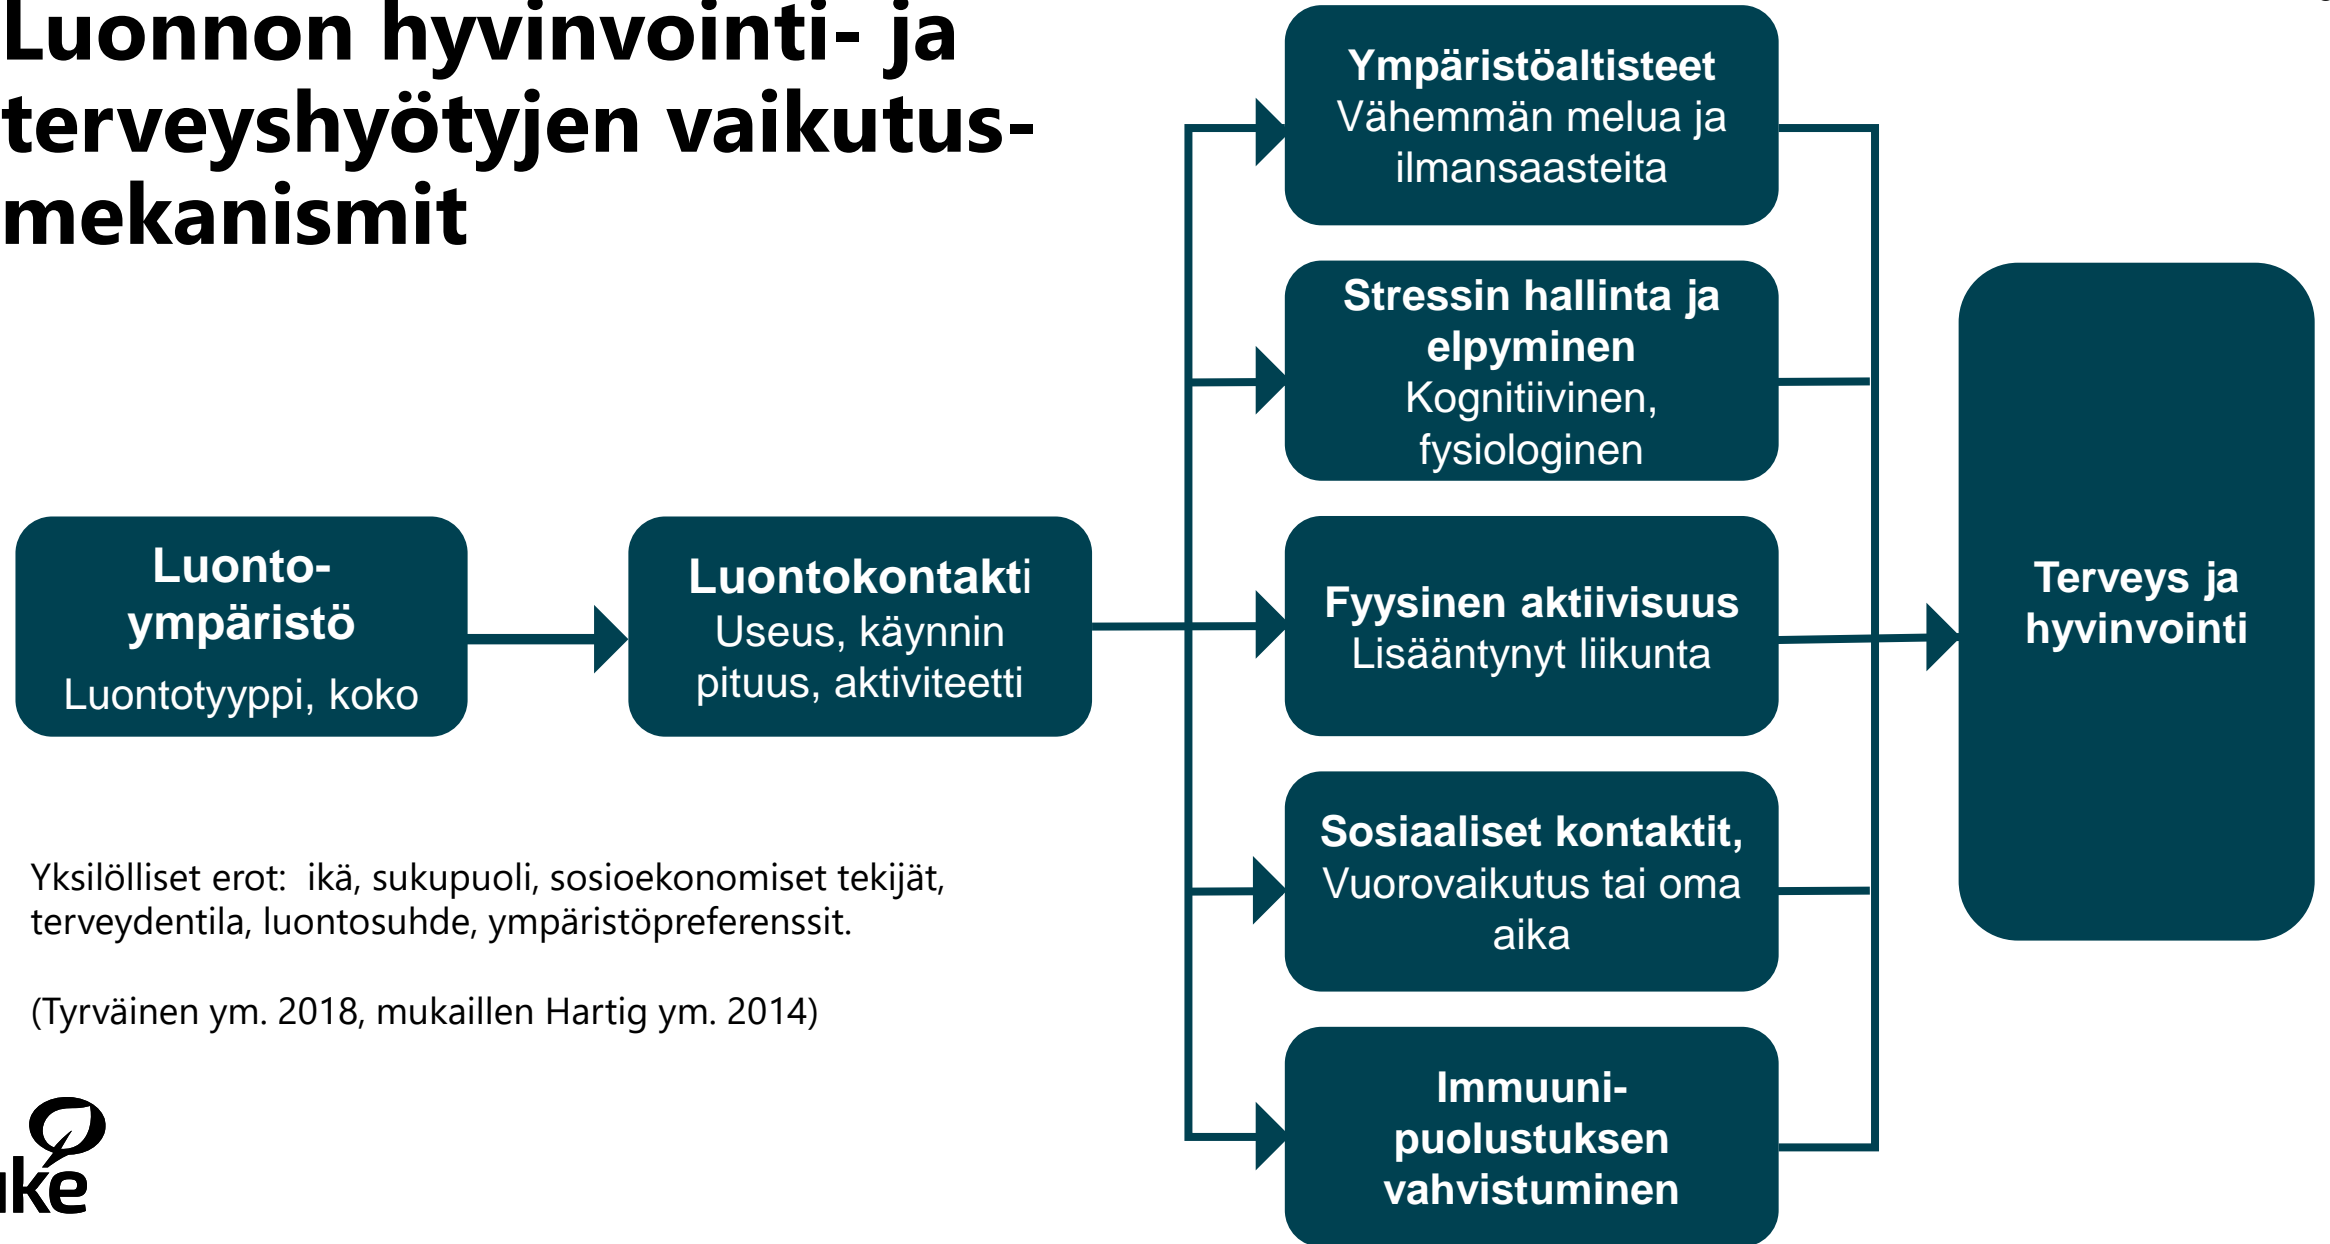 Luonnon hyvinvointi- ja
terveyshyötyjen vaikutus-
mekanismit
Ympäristöaltisteet
Vähemmän melua ja
ilmansaasteita
Stressin hallinta ja
elpyminen
Kognitiivinen,
fysiologinen
Luonto-
ympäristö
Luontotyyppi, koko
Luontokontakti
Useus, käynnin
pituus, aktiviteetti
Fyysinen aktiivisuus
Lisääntynyt liikunta
Terveys ja
hyvinvointi
Sosiaaliset kontaktit,
Vuorovaikutus tai oma
aika
Immuuni-
puolustuksen
vahvistuminen
Yksilölliset erot:  ikä, sukupuoli, sosioekonomiset tekijät,
terveydentila, luontosuhde, ympäristöpreferenssit.
(Tyrväinen ym. 2018, mukaillen Hartig ym. 2014)